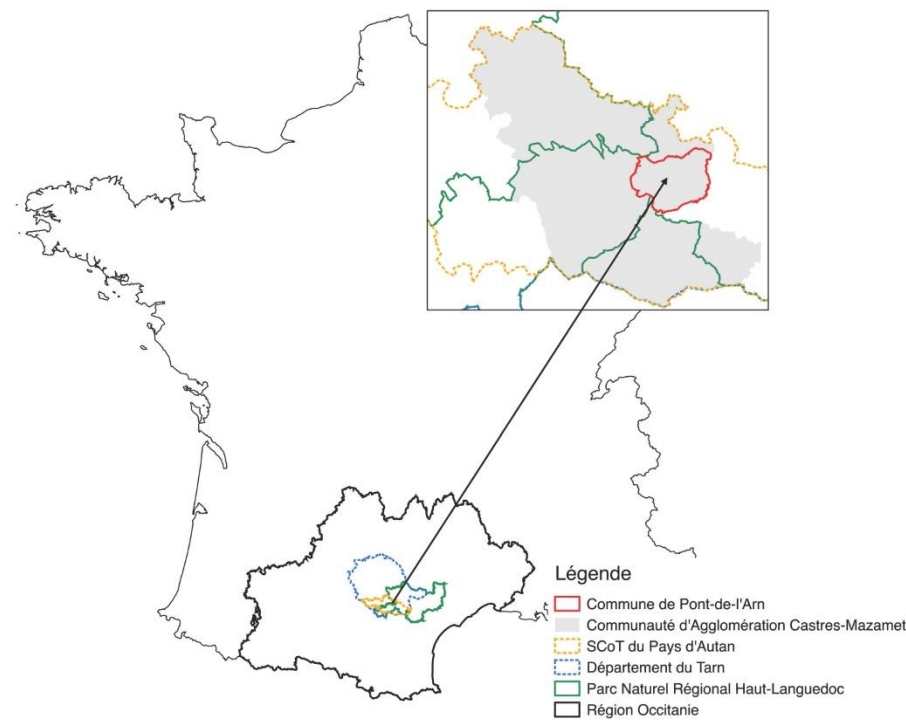 Légende
Commune de Pont-de-l'Arn
Communauté d'Agglomération Castres-Mazamet
SCoT du Pays d'Autan
Département du Tarn
Parc Naturel Régional Haut-Languedoc
Région Occitanie